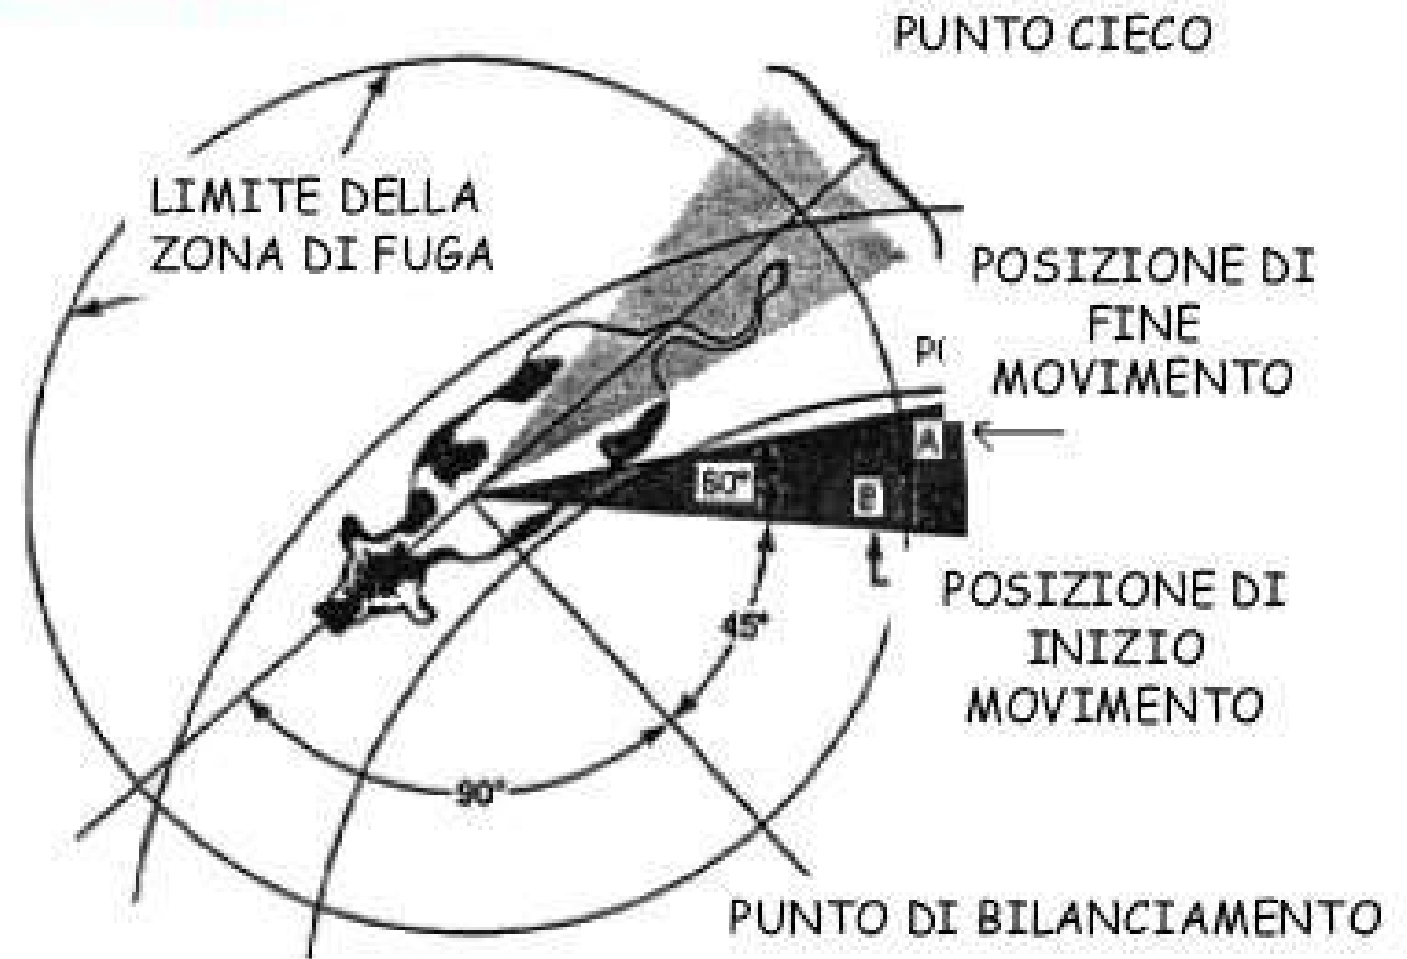 PUNTO CIECO
LIMITE DELLA
ZONA DI FUGA
POSIZIONE DI
FINE
MOVIMENTO
A
60°
B
POSIZIONE DI
INIZIO
MOVIMENTO
45°
90°
PUNTO DI BILANCIAMENTO